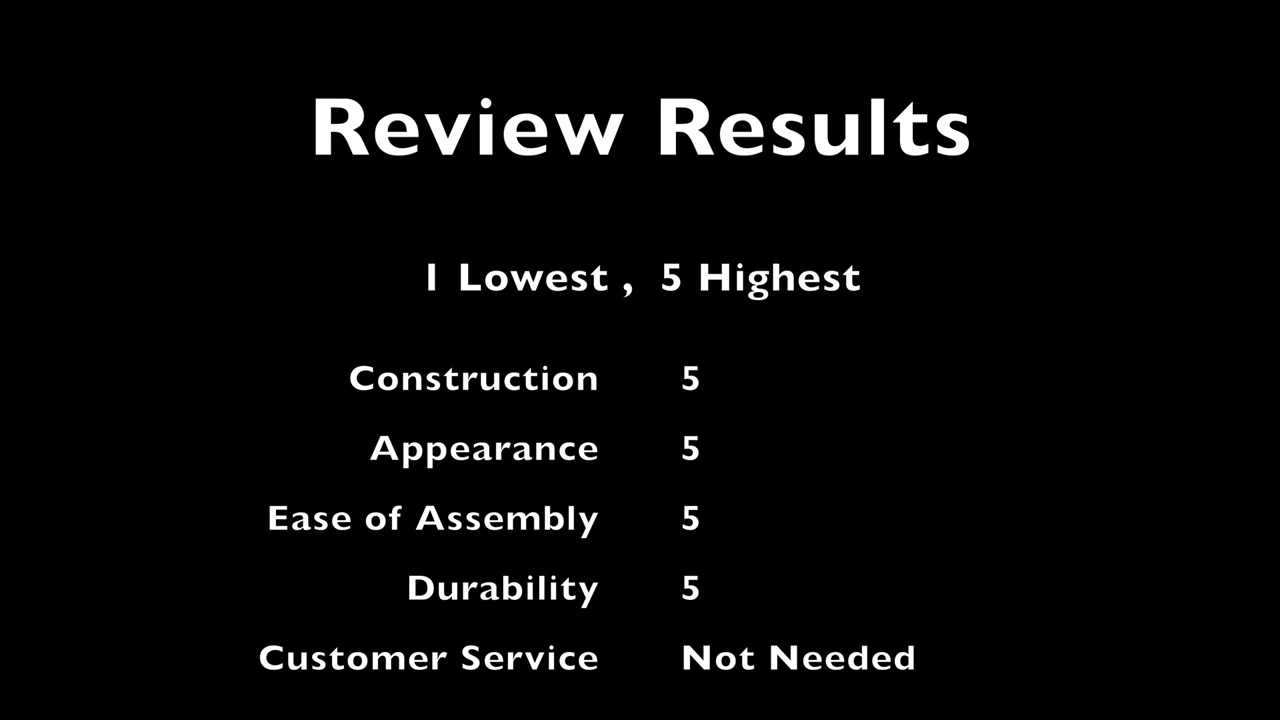 Review Results
1 Lowest , 5 Highest
Construction 5
Appearance 5
Ease of Assembly 5
Durability 5
Customer Service Not Needed